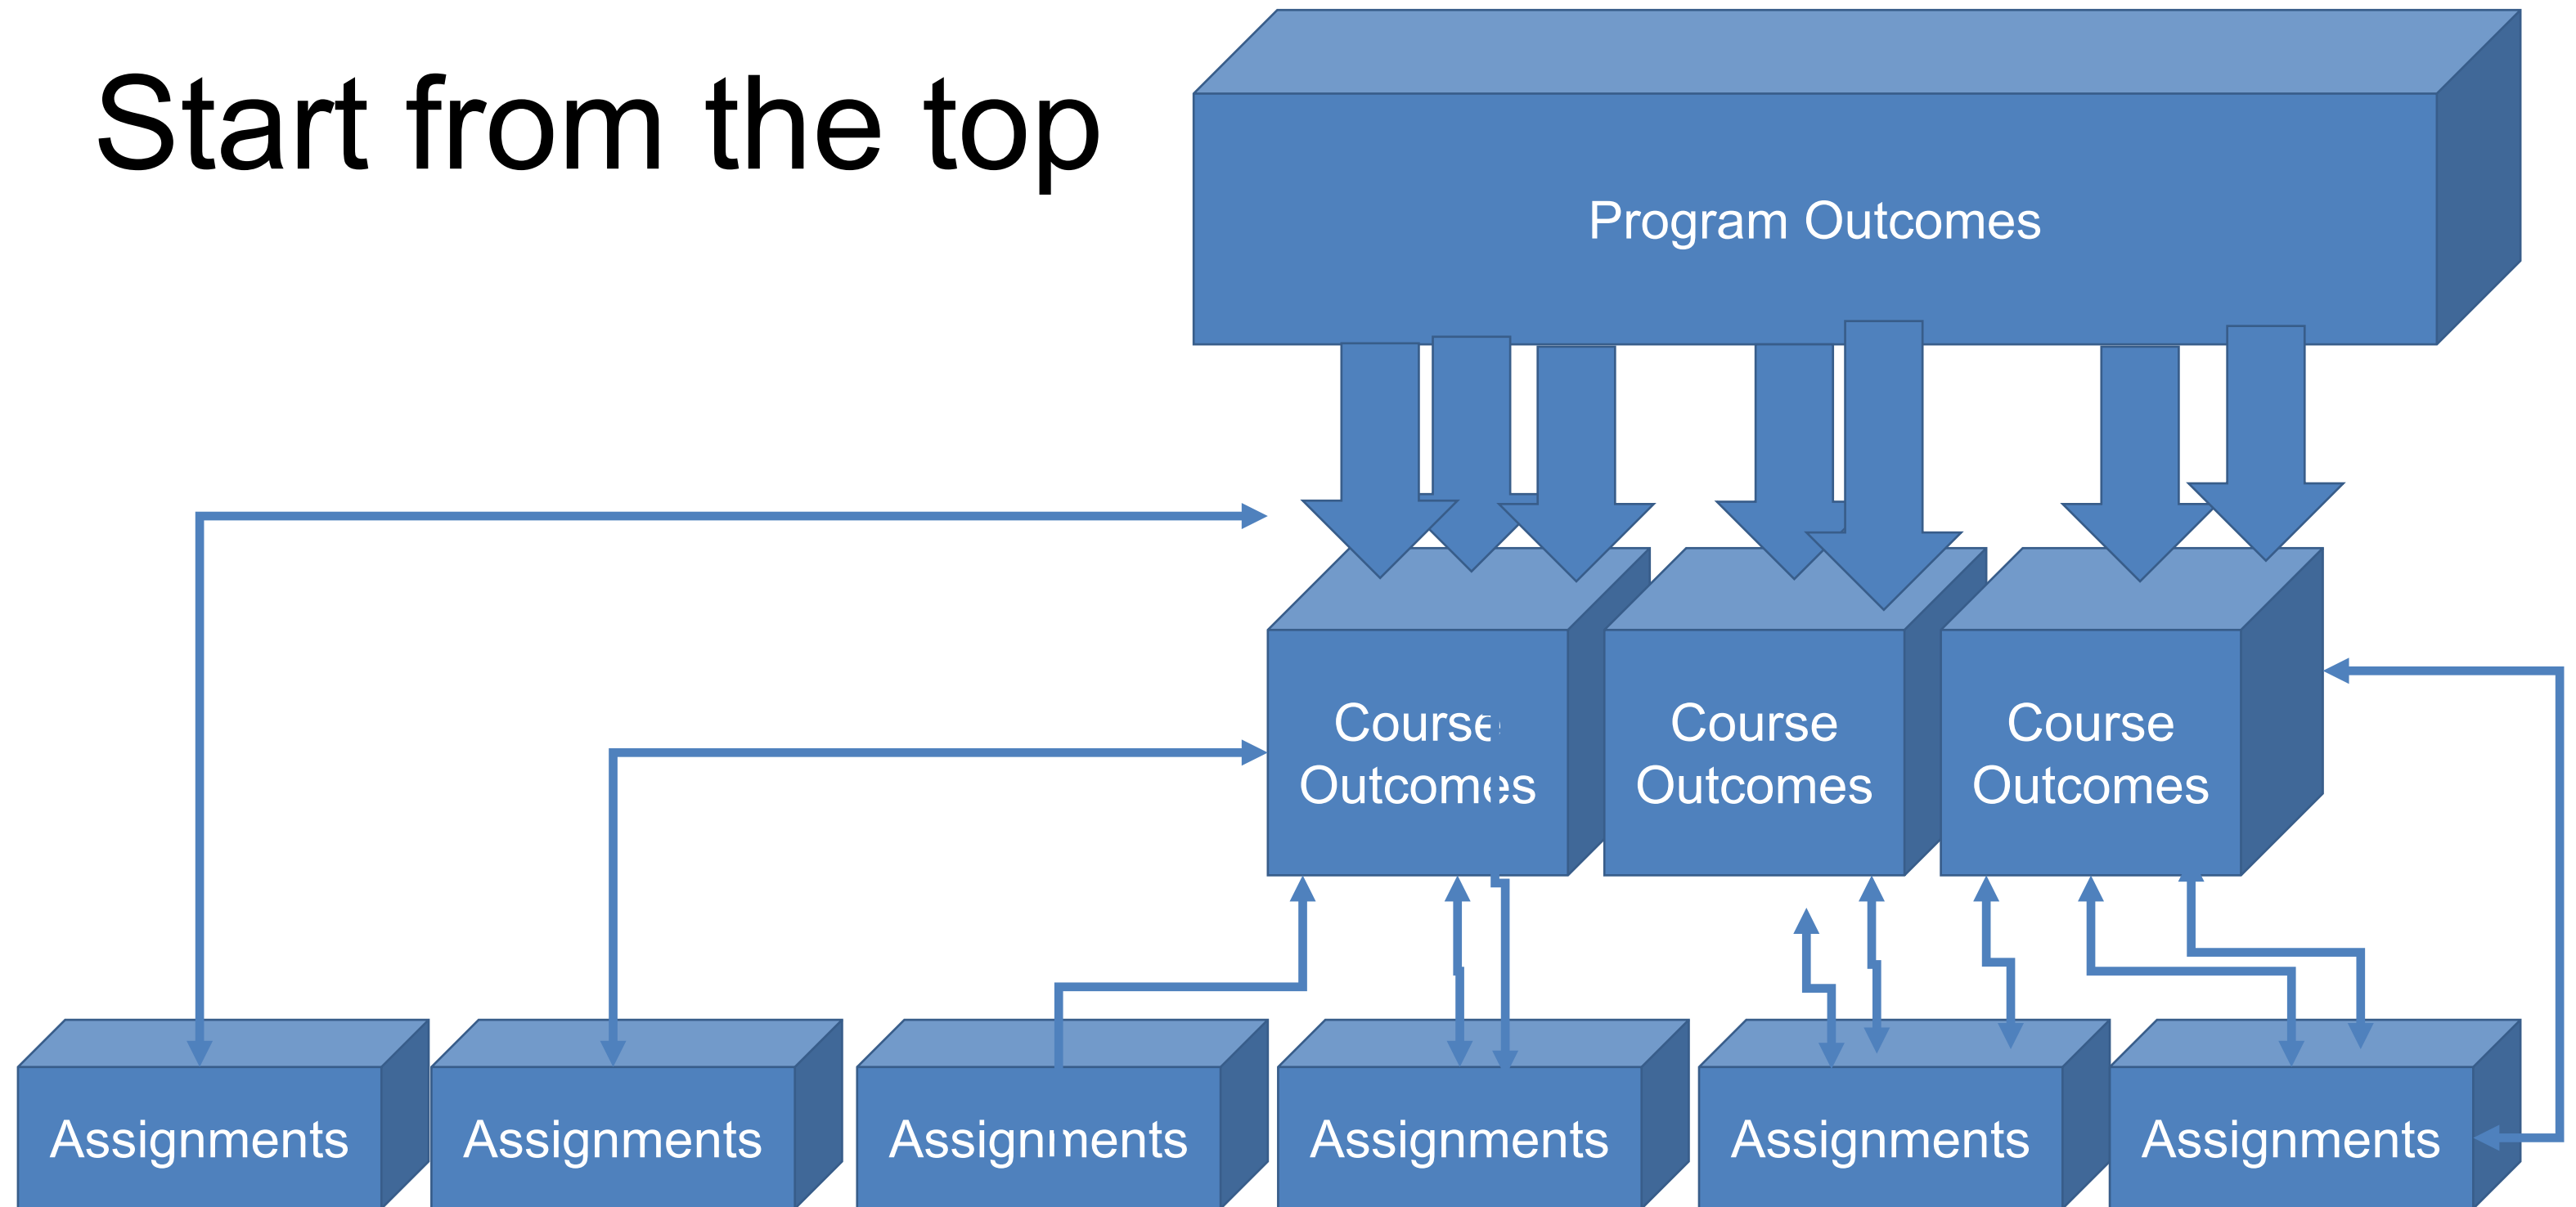 Start from the top
Program Outcomes
Course
Outcomes
Course
Outcomes
Course
Outcomes
Assignments
Assignments
Assignments
Assignments
Assignments
Assignments